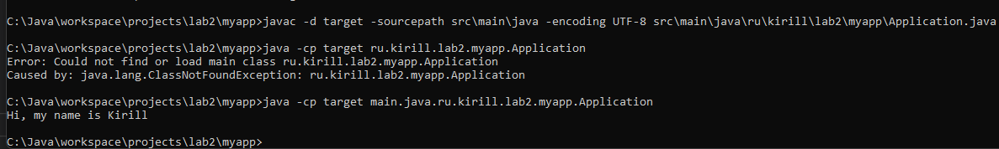 C:\Java\workspace\projects\lab2\myapp>javac -d target -sourcepath src\main\java -encoding UTF-8 src\main\java\ru\kirill\lab2\myapp\Application.java
C:\Java\workspace\projects\lab2\myapp>java -cp target ru.kirill.lab2.myapp.Application
Error: Could not find or load main class ru.kirill.lab2.myapp.Application
Caused by: java.lang.ClassNotFoundException: ru.kirill.lab2.myapp.Application
C:\Java\workspace\projects\lab2\myapp>java -cp target main.java.ru.kirill.lab2.myapp.Application
Hi, my name is Kirill
C:\Java\workspace\projects\lab2\myapp>